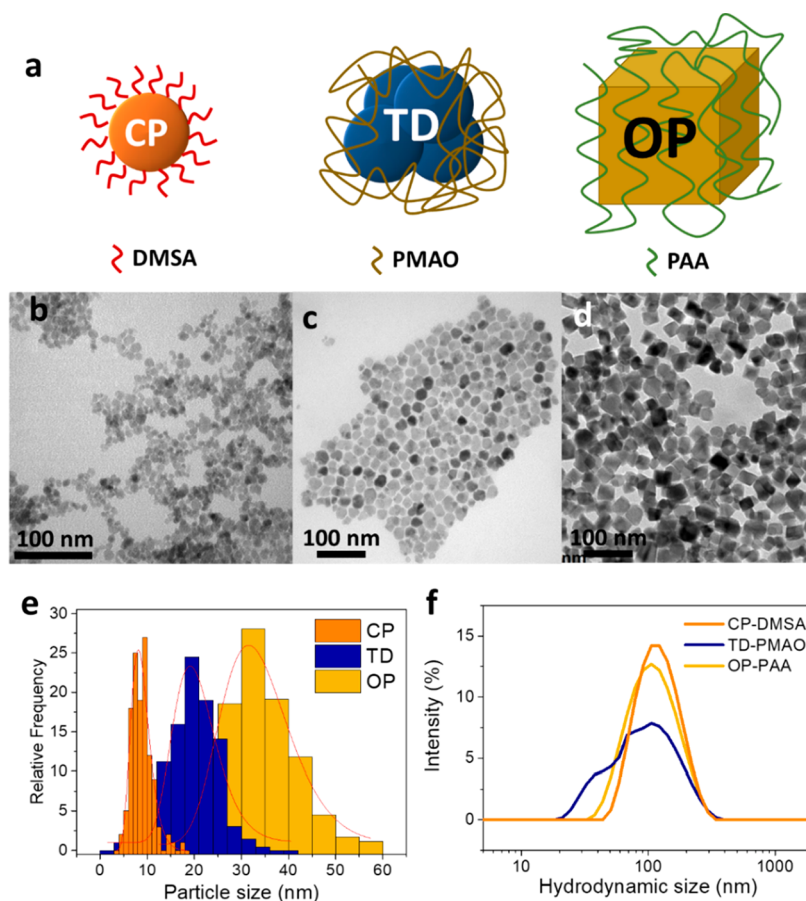 a
CP
TD
OP
DMSA
PMAO
PAA
b
c
d
100 nm
100 nm
100 nm
nm
e
f
30
25
20
15
10
5
0
Relative Frequency
CP
TD
OP
0 10 20 30 40 50 60
Particle size (nm)
15
10
5
0
Intensity (%)
CP-DMSA
TD-PMAO
OP-PAA
10 100 1000
Hydrodynamic size (nm)